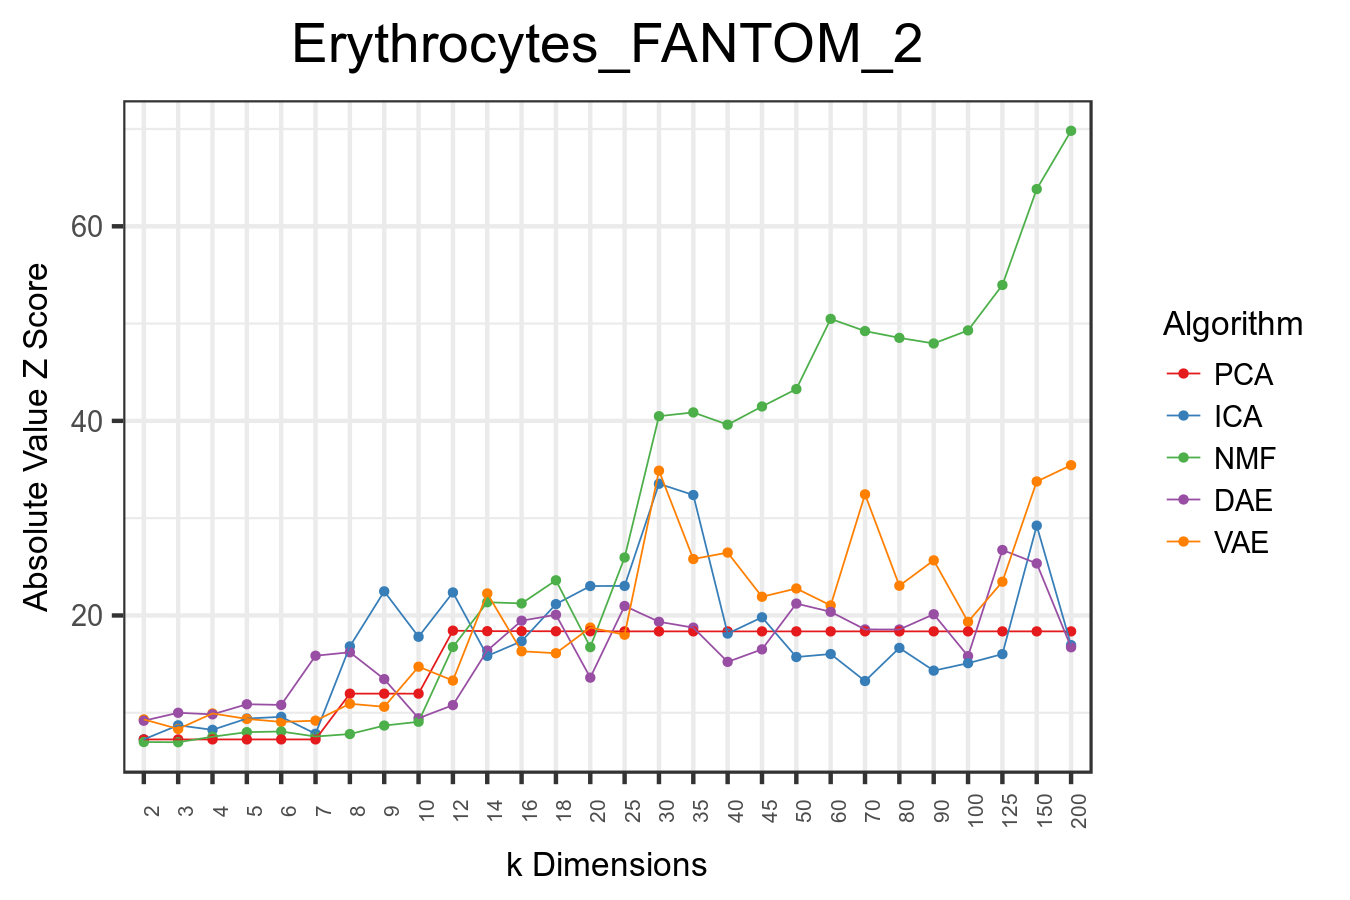 Erythrocytes_FANTOM_2
Absolute Value Z Score
60
40
20
2 3 4 5 6 7 8 9 10 12 14 16 18 20 25 30 35 40 45 50 60 70 80 90 100 125 150 200
k Dimensions
Algorithm
PCA
ICA
NMF
DAE
VAE